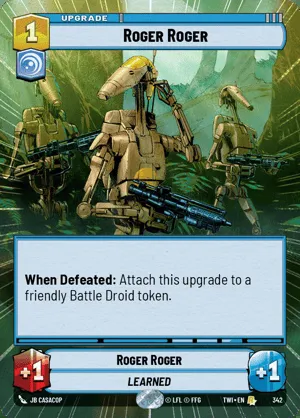 UPGRADE
1
ROGER ROGER
When Defeated: Attach this upgrade to a
friendly Battle Droid token.
+1
ROGER ROGER
LEARNED
+1
JB CASACOP
© LFL © FFG
TWI • EN
342